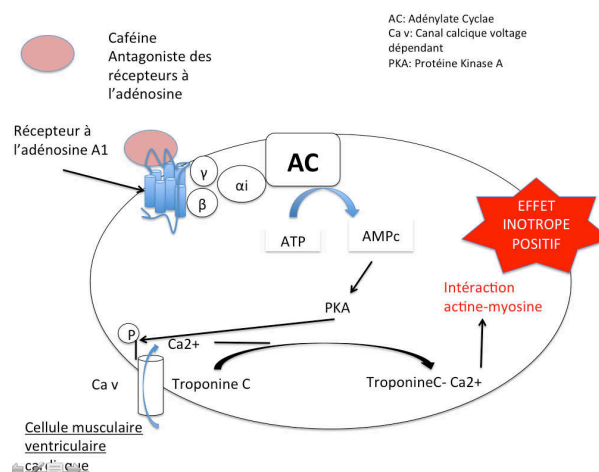 Caféine
Antagoniste des
récepteurs à
l'adénosine
AC: Adénylate Cyclae
Ca v: Canal calcique voltage
dépendant
PKA: Protéine Kinase A
Récepteur à
l'adénosine A1
γ
β
αi
AC
ATP
AMPc
EFFET
INOTROPE
POSITIF
Intéraction
actine-myosine
PKA
P
Ca2+
Ca v
Troponine C
TroponineC- Ca2+
Cellule musculaire
ventriculaire
cardiaque